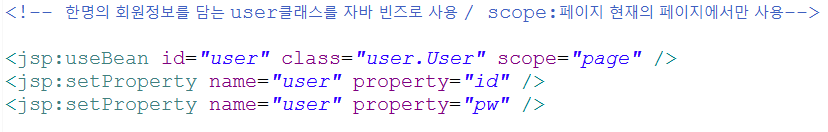 <!-- 한명의 회원정보를 담는 user클래스를 자바 빈즈로 사용 / scope:페이지 현재의 페이지에서만 사용-->
<jsp:useBean id="user" class="user.User" scope="page" />
<jsp:setProperty name="user" property="id" />
<jsp:setProperty name="user" property="pw" />